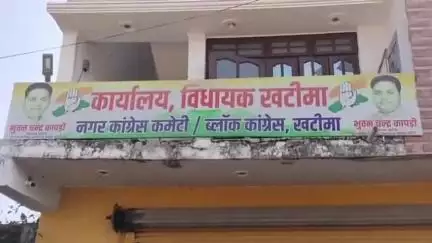 कार्यालय, विधायक खटीमा
नगर कांग्रेस कमेटी / ब्लॉक कांग्रेस, खटीमा
भुवन चन्द्र कापड़ी
भुवन चन्द्र कापड़ी